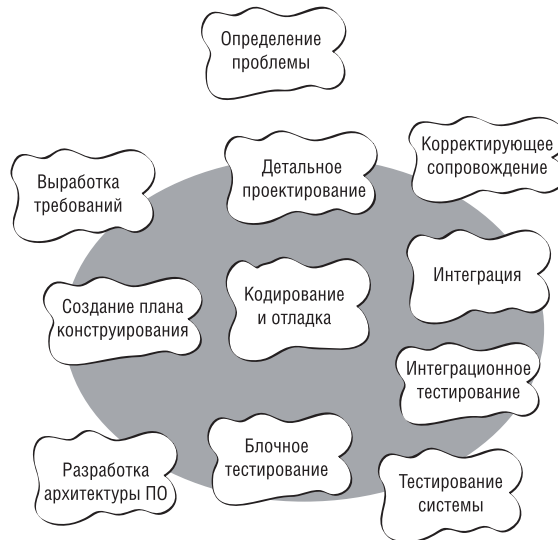 Определение
проблемы
Корректирующее
сопровождение
Детальное
проектирование
Выработка
требований
Интеграция
Кодирование
и отладка
Создание плана
конструирования
Интеграционное
тестирование
Блочное
тестирование
Разработка
архитектуры ПО
Тестирование
системы